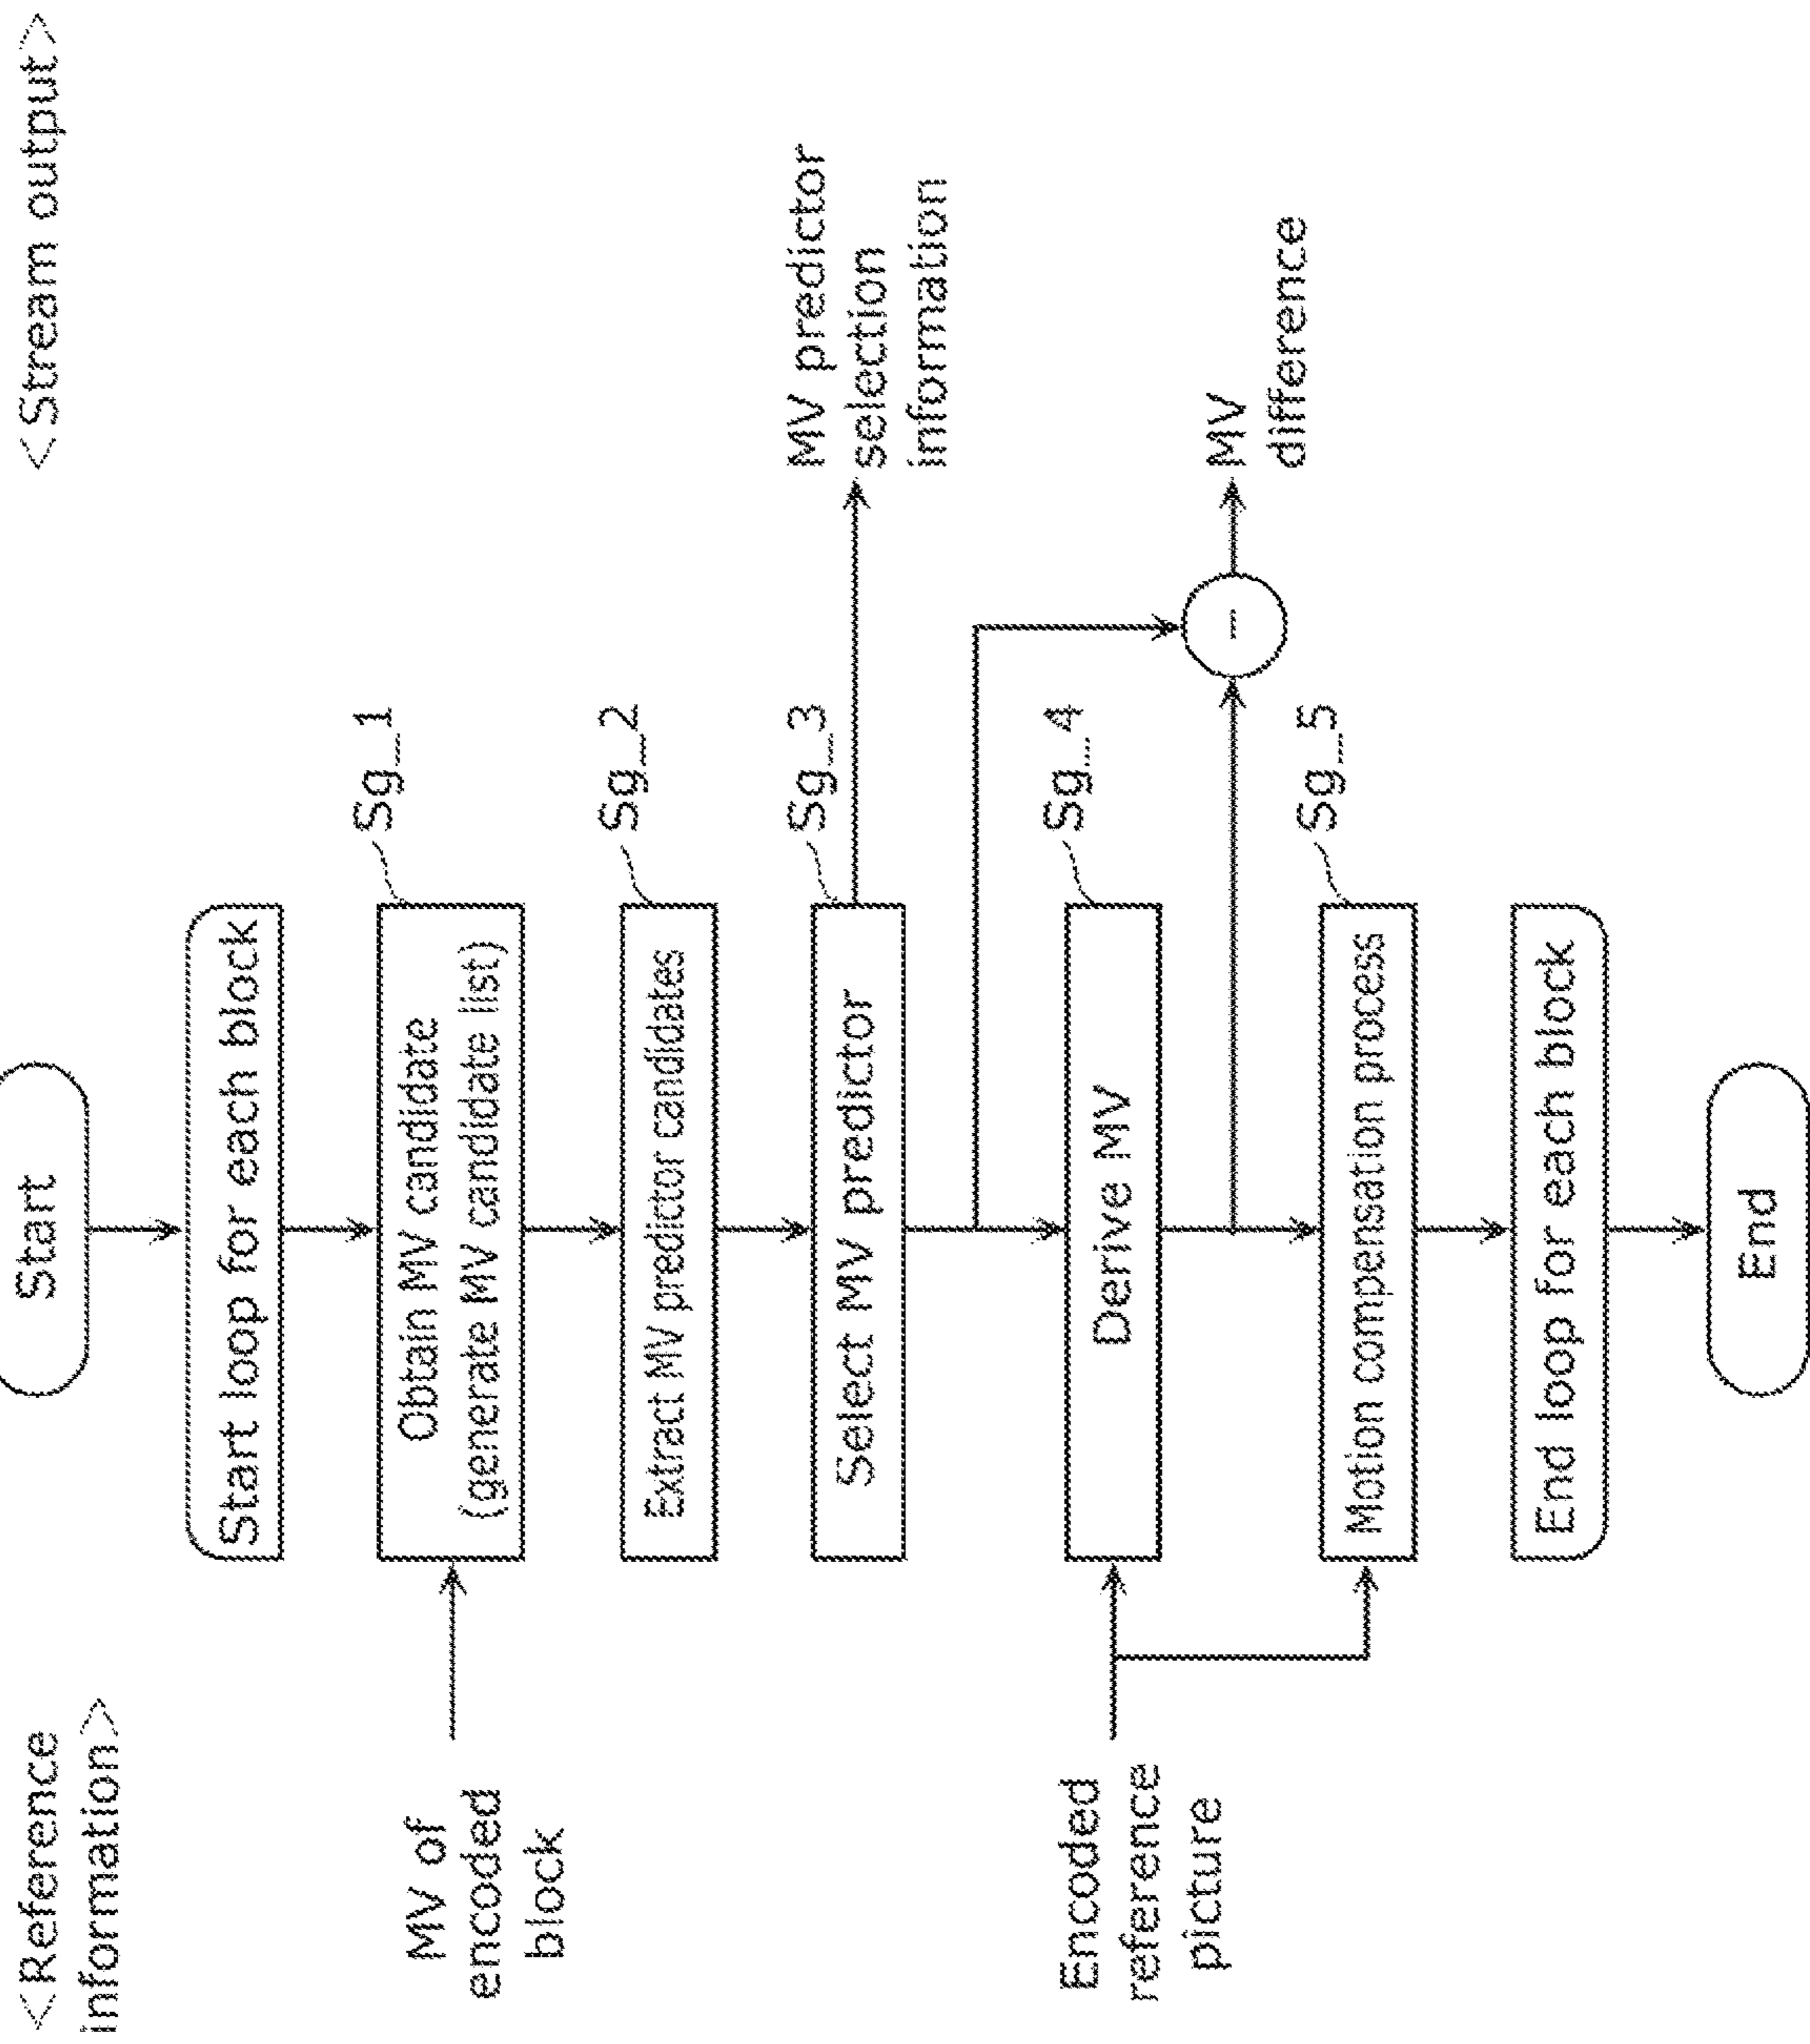 <Reference
information>
<Stream output>
Start
Start loop for each block
MV of
encoded
block
Obtain MV candidate
(generate MV candidate list)
Sg_1
Extract MV predictor candidates
Sg_2
Select MV predictor
Sg_3
MV predictor
selection
information
Encoded
reference
picture
Derive MV
Sg_4
-
MV
difference
Motion compensation process
Sg_5
End loop for each block
End